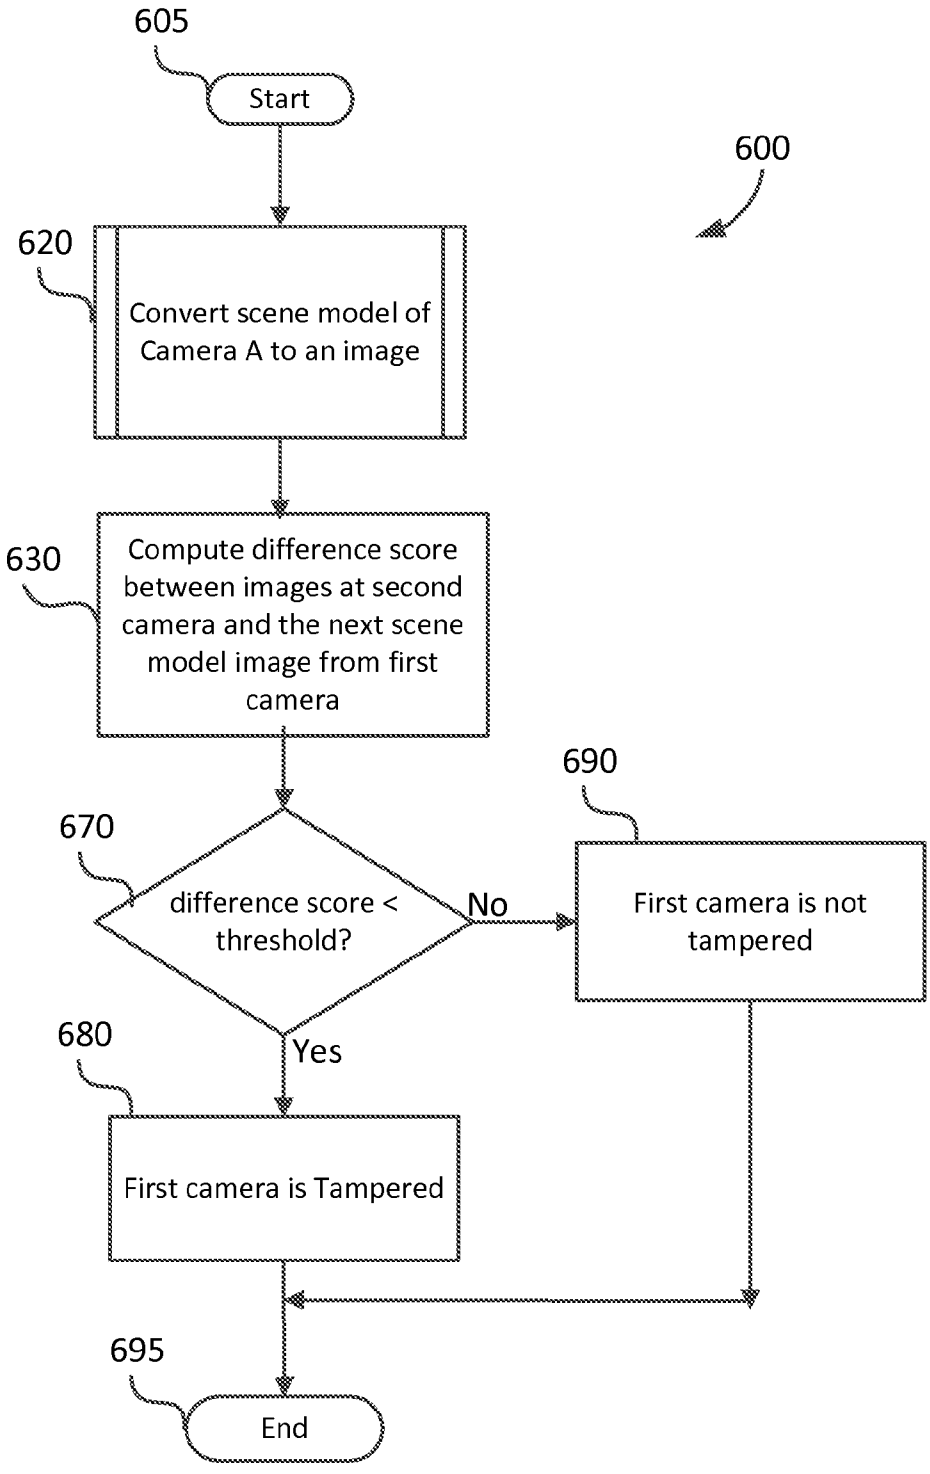 605
Start
600
620
Convert scene model of
Camera A to an image
630
Compute difference score
between images at second
camera and the next scene
model image from first
camera
690
670
difference score <
threshold?
No
First camera is not
tampered
680
Yes
First camera is Tampered
695
End